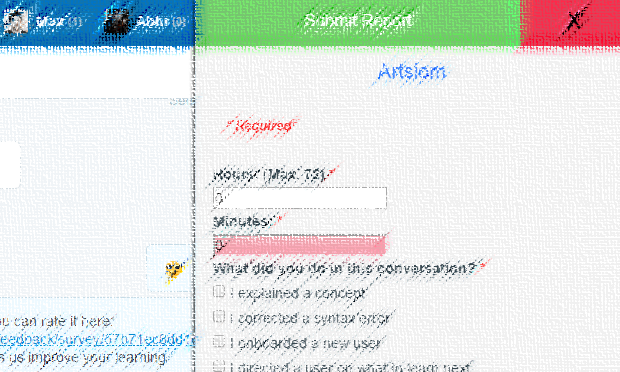 Max (1) Abhi (0) Submit Report X
Artsiom
* Required
Hours: (Max: 72) *
0
Minutes: *
0
What did you do in this conversation? *
I explained a concept
I corrected a syntax error
I onboarded a new user
I directed a user on what to learn next
ou can rate it here:
eedback/survey/
s us improve your learning.